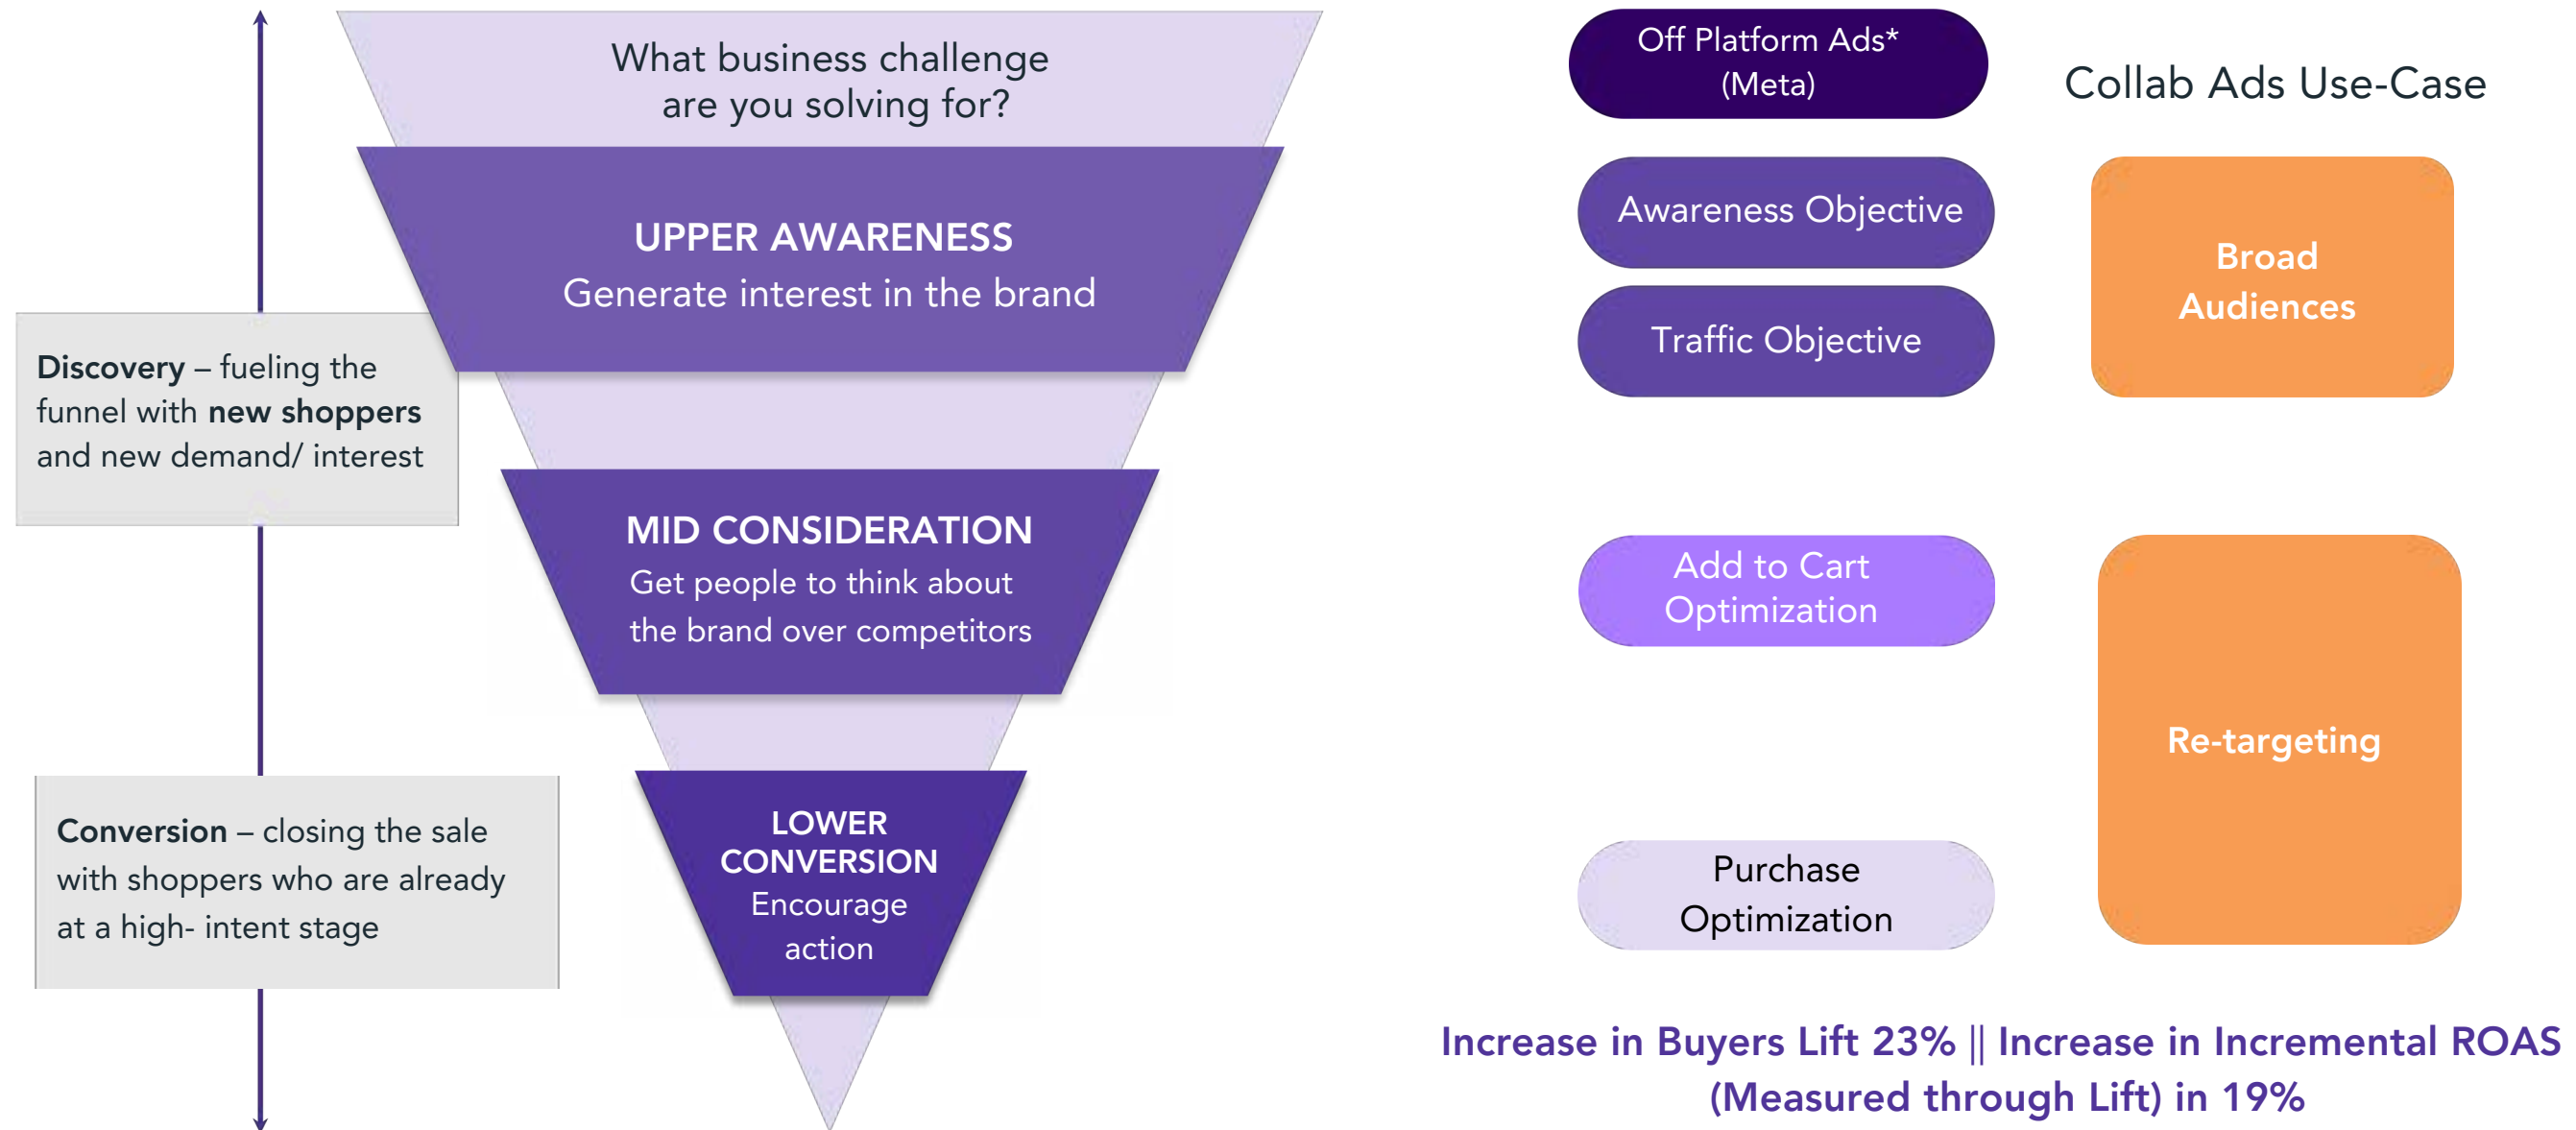 What business challenge
are you solving for?
Off Platform Ads*
(Meta)
Collab Ads Use-Case
UPPER AWARENESS
Generate interest in the brand
Awareness Objective
Traffic Objective
Broad
Audiences
Discovery – fueling the
funnel with new shoppers
and new demand/ interest
MID CONSIDERATION
Get people to think about
the brand over competitors
Add to Cart
Optimization
Re-targeting
Conversion – closing the sale
with shoppers who are already
at a high- intent stage
LOWER
CONVERSION
Encourage
action
Purchase
Optimization
Increase in Buyers Lift 23% || Increase in Incremental ROAS
(Measured through Lift) in 19%